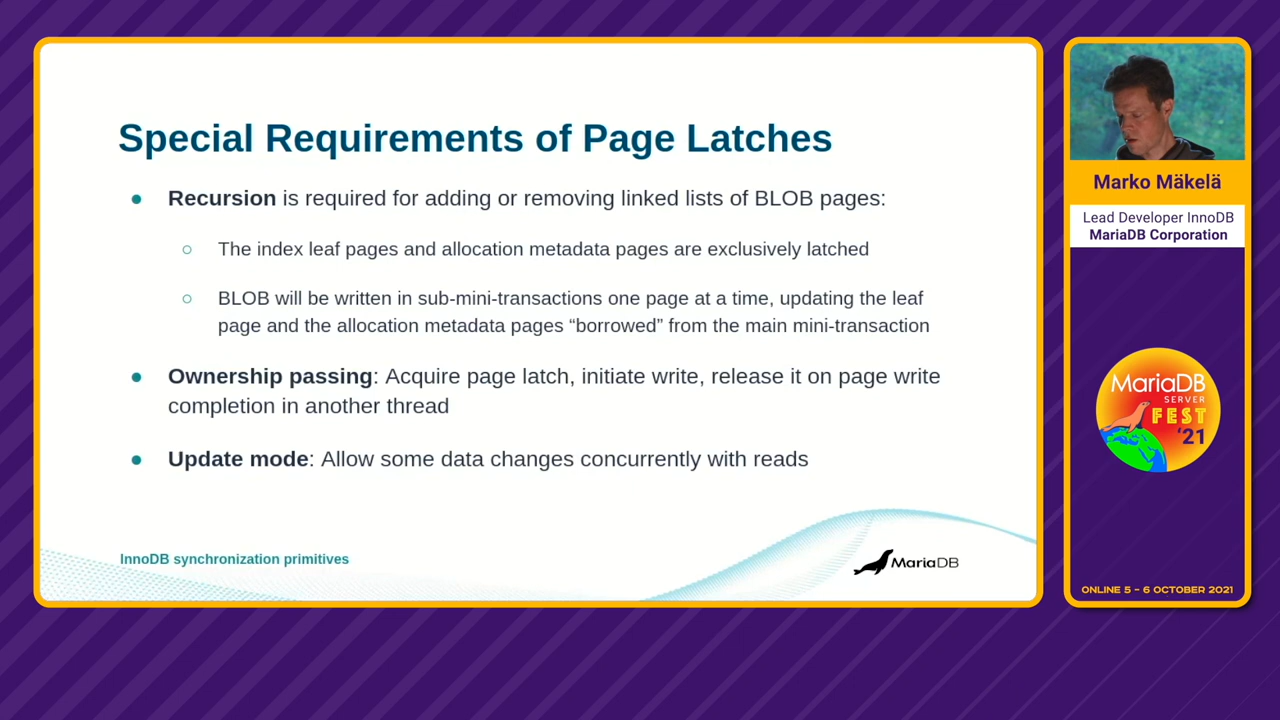 Special Requirements of Page Latches
● Recursion is required for adding or removing linked lists of BLOB pages:
○ The index leaf pages and allocation metadata pages are exclusively latched
○ BLOB will be written in sub-mini-transactions one page at a time, updating the leaf
page and the allocation metadata pages “borrowed” from the main mini-transaction
● Ownership passing: Acquire page latch, initiate write, release it on page write
completion in another thread
● Update mode: Allow some data changes concurrently with reads
InnoDB synchronization primitives
MariaDB
Marko Mäkelä
Lead Developer InnoDB
MariaDB Corporation
MariaDB
SERVER
FEST
'21
ONLINE 5 – 6 OCTOBER 2021